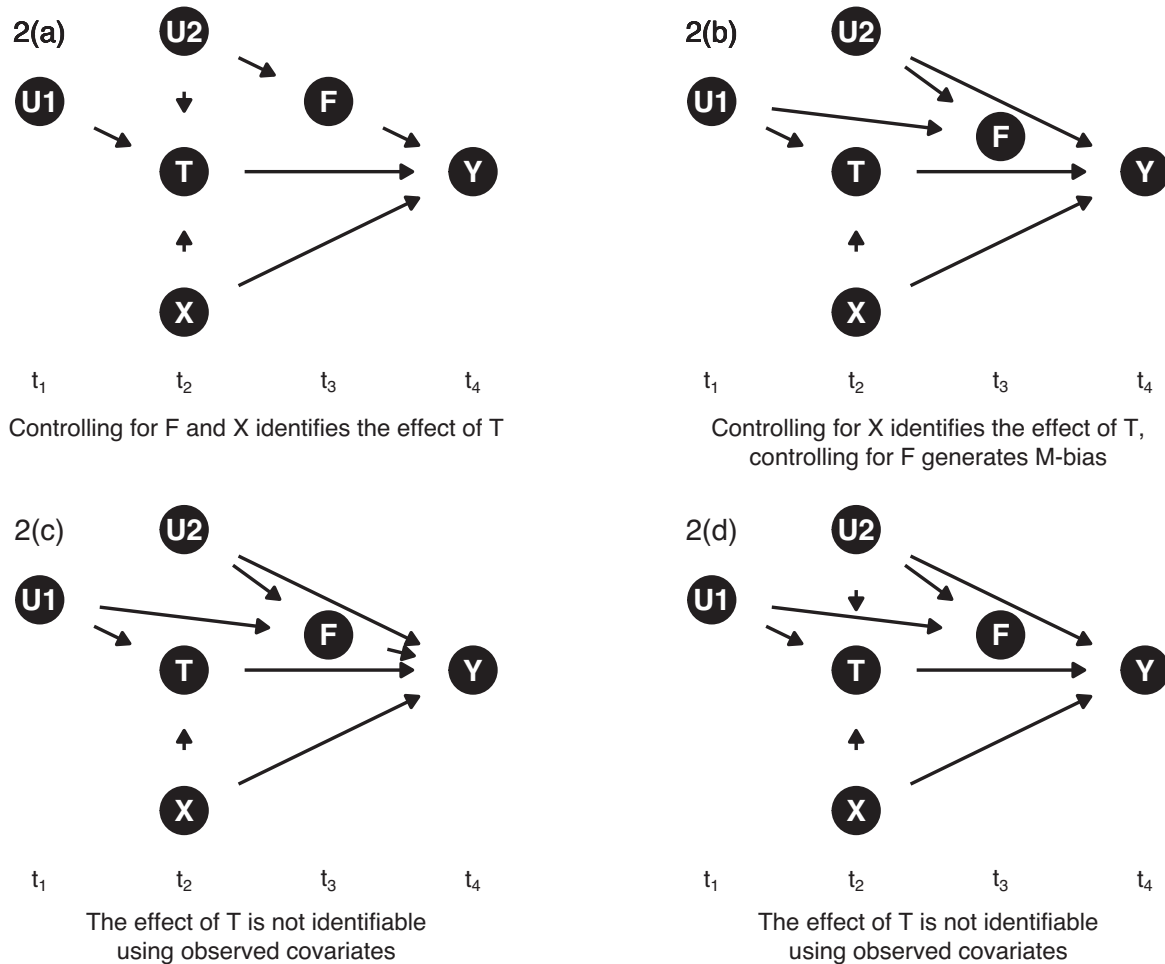 2(a)
U2
U1
F
T
Y
X
t₁ t₂ t₃ t₄
Controlling for F and X identifies the effect of T
2(b)
U2
U1
F
T
Y
X
t₁ t₂ t₃ t₄
Controlling for X identifies the effect of T,
controlling for F generates M-bias
2(c)
U2
U1
F
T
Y
X
t₁ t₂ t₃ t₄
The effect of T is not identifiable
using observed covariates
2(d)
U2
U1
F
T
Y
X
t₁ t₂ t₃ t₄
The effect of T is not identifiable
using observed covariates